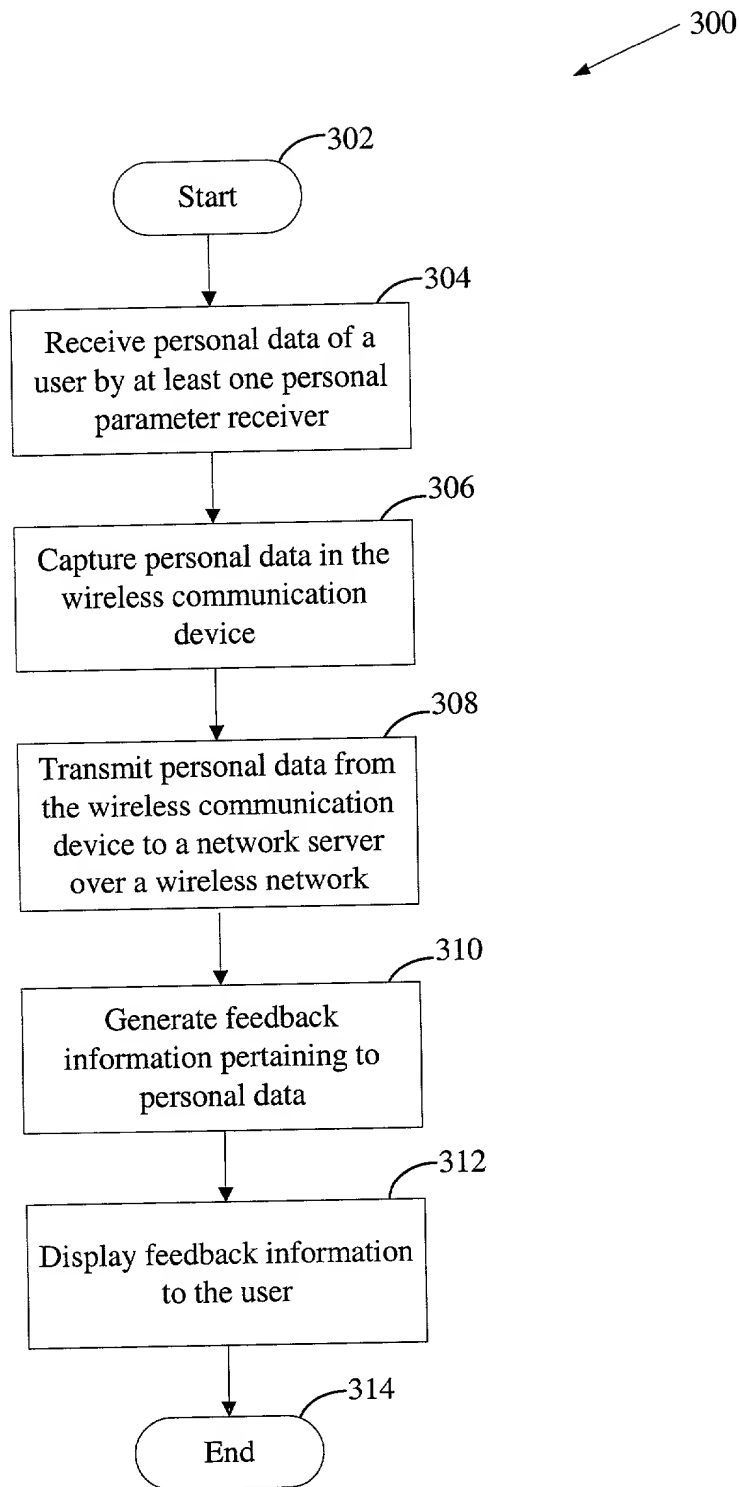 300
302
Start
304
Receive personal data of a
user by at least one personal
parameter receiver
306
Capture personal data in the
wireless communication
device
308
Transmit personal data from
the wireless communication
device to a network server
over a wireless network
310
Generate feedback
information pertaining to
personal data
312
Display feedback information
to the user
314
End